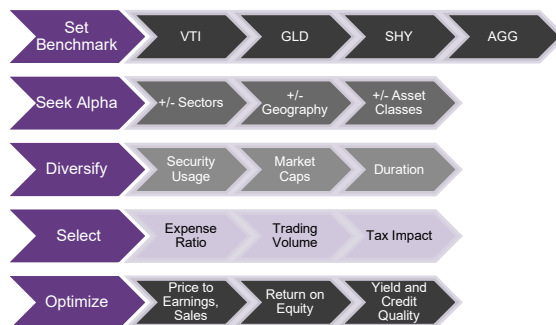 Set
Benchmark
VTI
GLD
SHY
AGG
Seek Alpha
+/- Sectors
+/-
Geography
+/- Asset
Classes
Diversify
Security
Usage
Market
Caps
Duration
Select
Expense
Ratio
Trading
Volume
Tax Impact
Optimize
Price to
Earnings,
Sales
Return on
Equity
Yield and
Credit
Quality